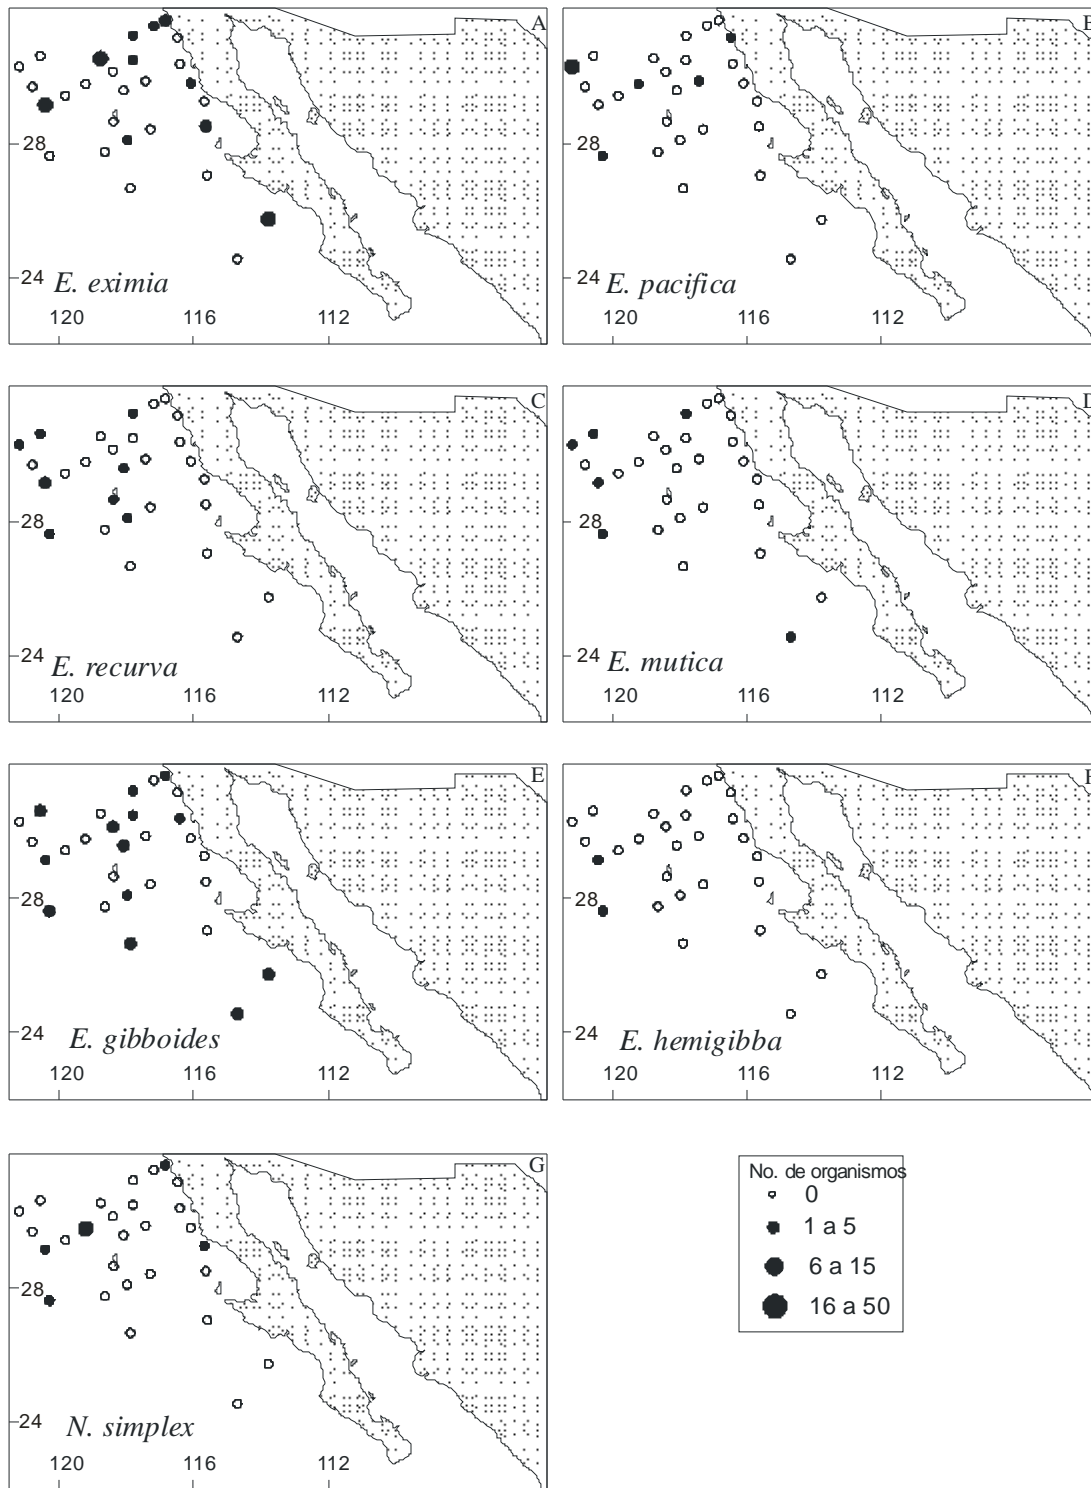 A
28
24
E. eximia
120 116 112
B
28
24
E. pacifica
120 116 112
C
28
24
E. recurva
120 116 112
D
28
24
E. mutica
120 116 112
E
28
24
E. gibboides
120 116 112
F
28
24
E. hemigibba
120 116 112
G
28
24
N. simplex
120 116 112
No. de organismos
0
1 a 5
6 a 15
16 a 50